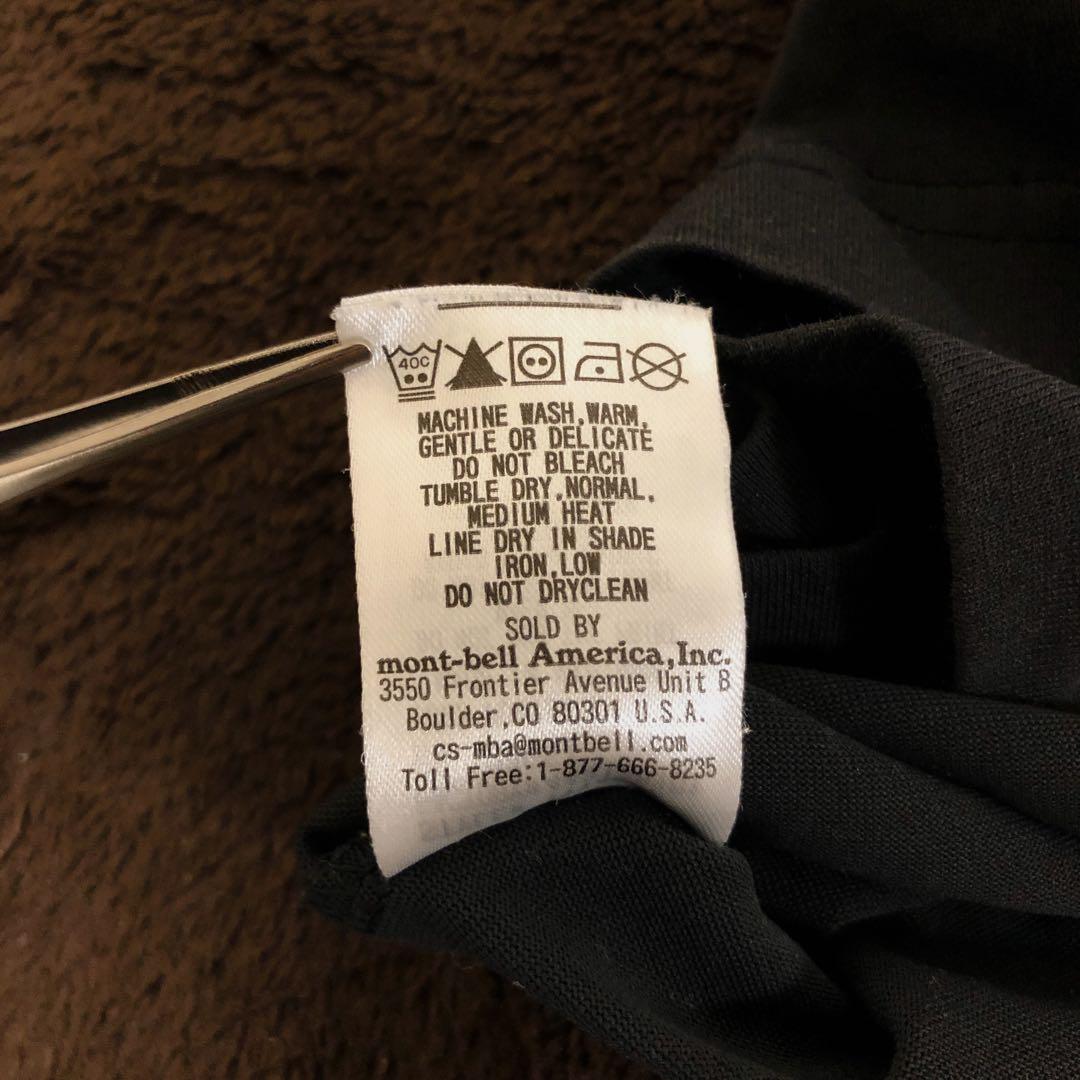 40C
MACHINE WASH,WARM,
GENTLE OR DELICATE
DO NOT BLEACH
TUMBLE DRY,NORMAL,
MEDIUM HEAT
LINE DRY IN SHADE
IRON,LOW
DO NOT DRYCLEAN
SOLD BY
mont-bell America,Inc.
3550 Frontier Avenue Unit B
Boulder,CO 80301 U.S.A.
cs-mba@montbell.com
Toll Free:1-877-666-8235